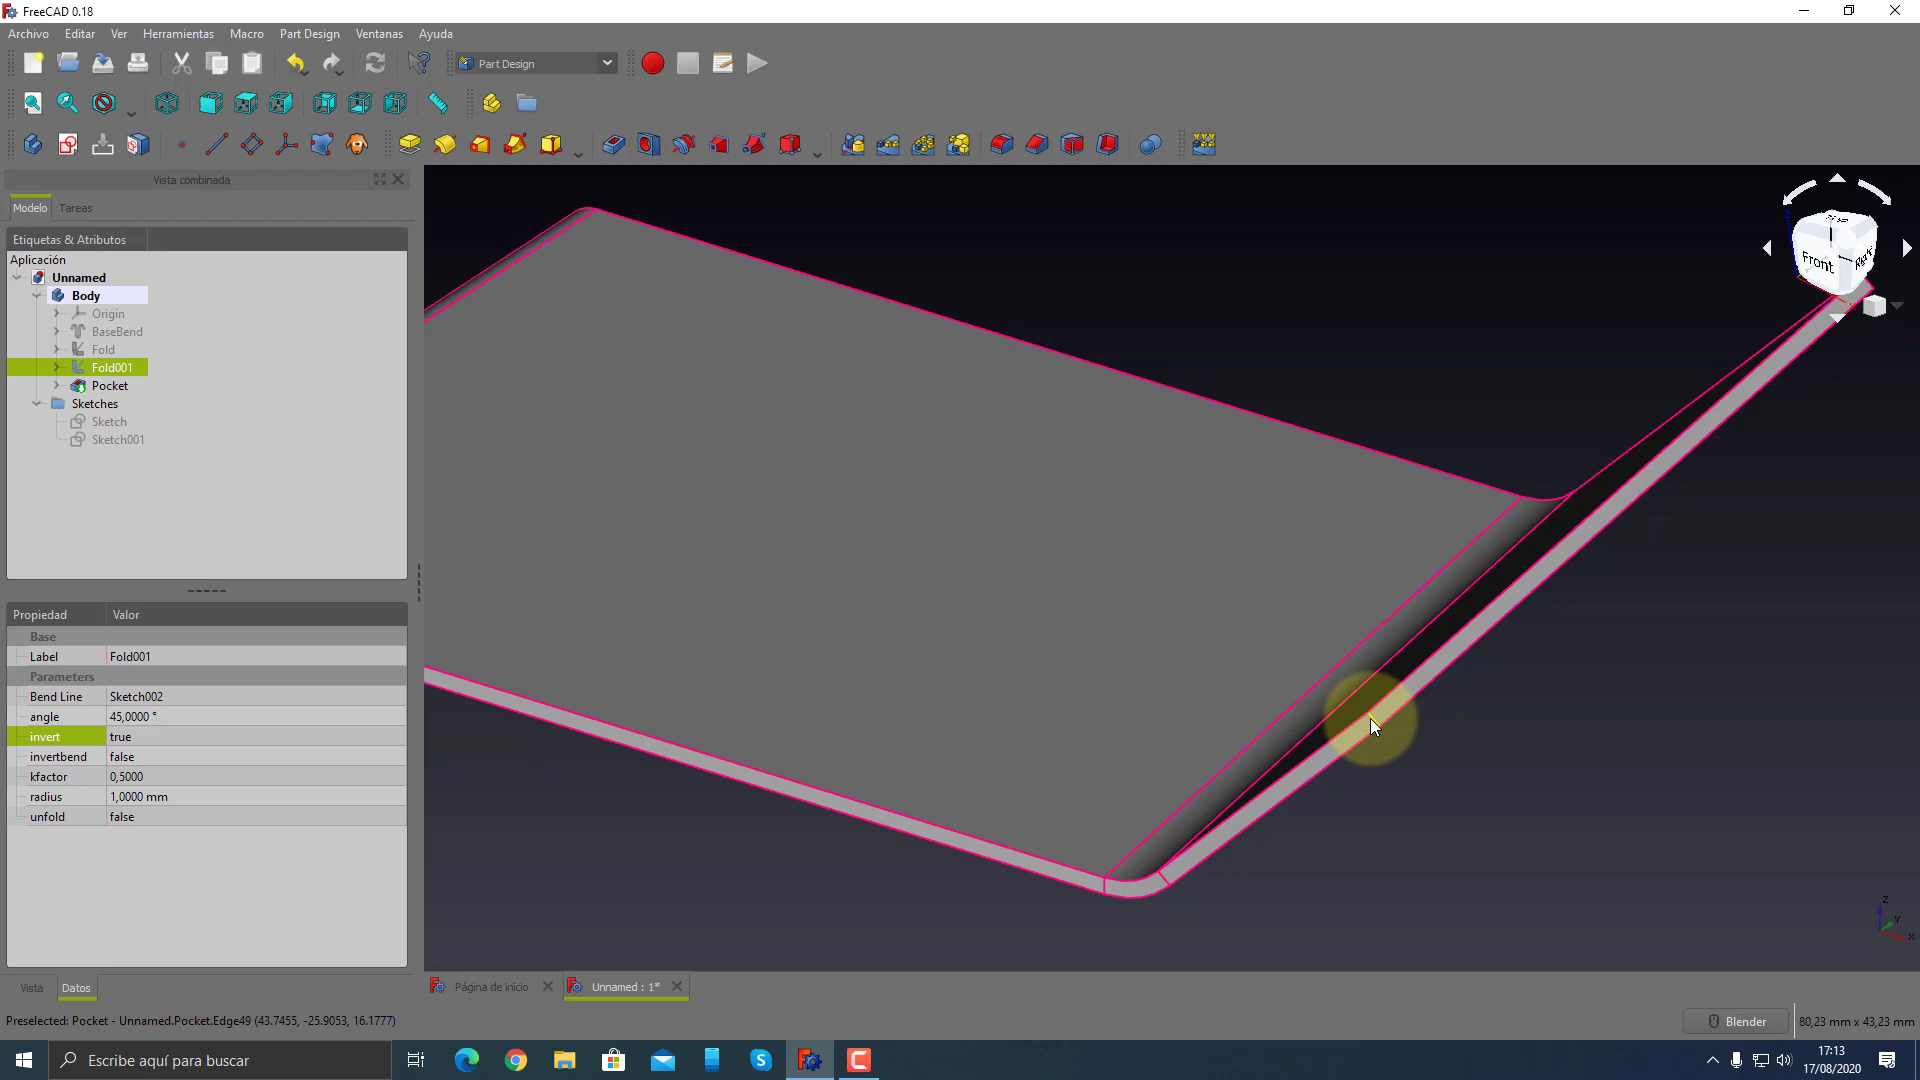 FreeCAD 0.18
Archivo Editar Ver Herramientas Macro Part Design Ventanas Ayuda
Part Design
Vista combinada
Modelo Tareas
Etiquetas & Atributos
Aplicación
Unnamed
Body
Origin
BaseBend
Fold
Fold001
Pocket
Sketches
Sketch
Sketch001
Propiedad Valor
Base
Label Fold001
Parameters
Bend Line Sketch002
angle 45,0000 °
invert true
invertbend false
kfactor 0,5000
radius 1,0000 mm
unfold false
Front
Right
Z
Y
X
Vista Datos
Página de inicio
Unnamed : 1*
Preselected: Pocket - Unnamed.Pocket.Edge49 (43.7455, -25.9053, 16.1777)
Blender
80,23 mm x 43,23 mm
Escribe aquí para buscar
17:13
17/08/2020